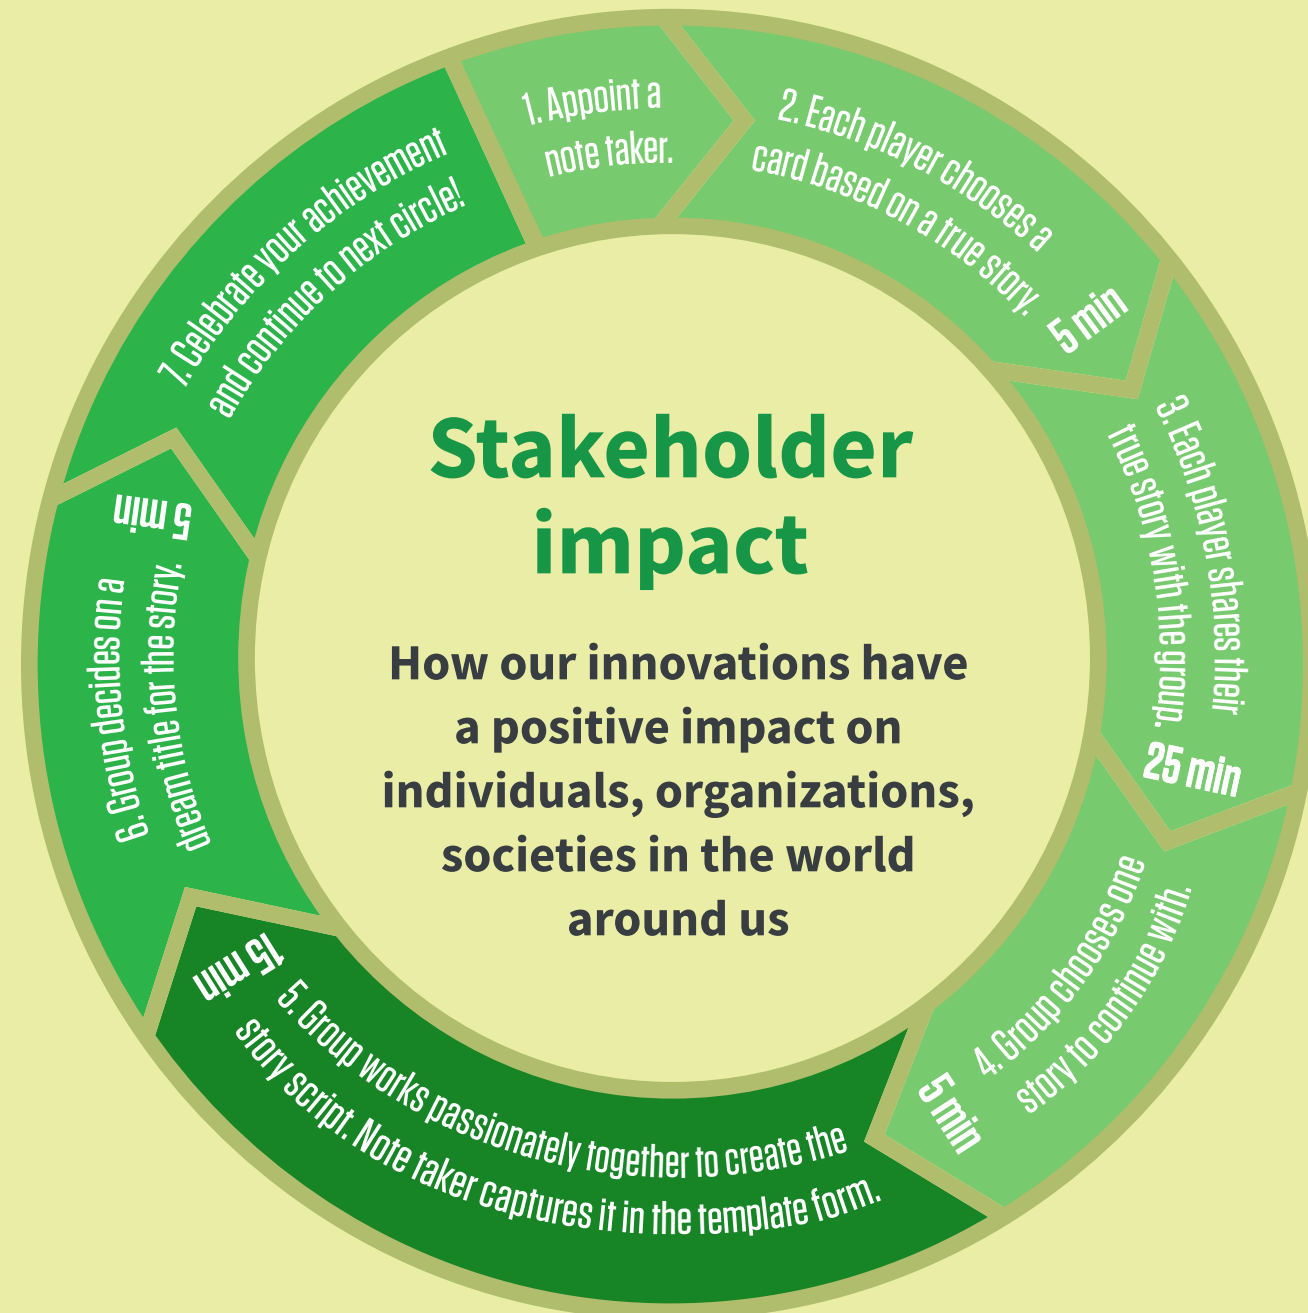 Stakeholder
impact
How our innovations have
a positive impact on
individuals, organizations,
societies in the world
around us
1. Appoint a
note taker.
2. Each player chooses a
card based on a true story.
5 min
3. Each player shares their
true story with the group.
25 min
4. Group chooses one
story to continue with.
5 min
5. Group works passionately together to create the
story script. Note taker captures it in the template form.
15 min
6. Group decides on a
dream title for the story.
5 min
7. Celebrate your achievement
and continue to next circle!